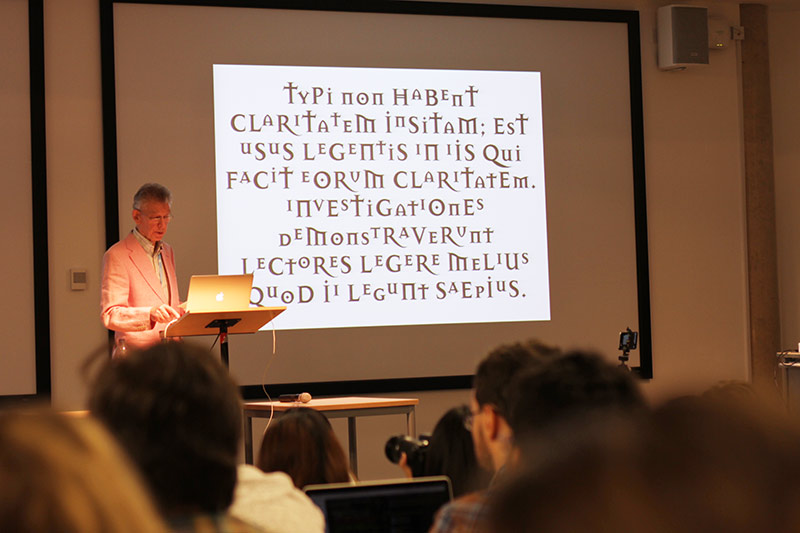 TYPI NON HABENT
CLARITATEM INSITAM; EST
USUS LEGENTIS IN IIS QUI
FACIT EORUM CLARITATEM.
INVESTIGATIONES
DEMONSTRAVERUNT
LECTORES LEGERE MELIUS
QUOD II LEGUNT SAEPIUS.